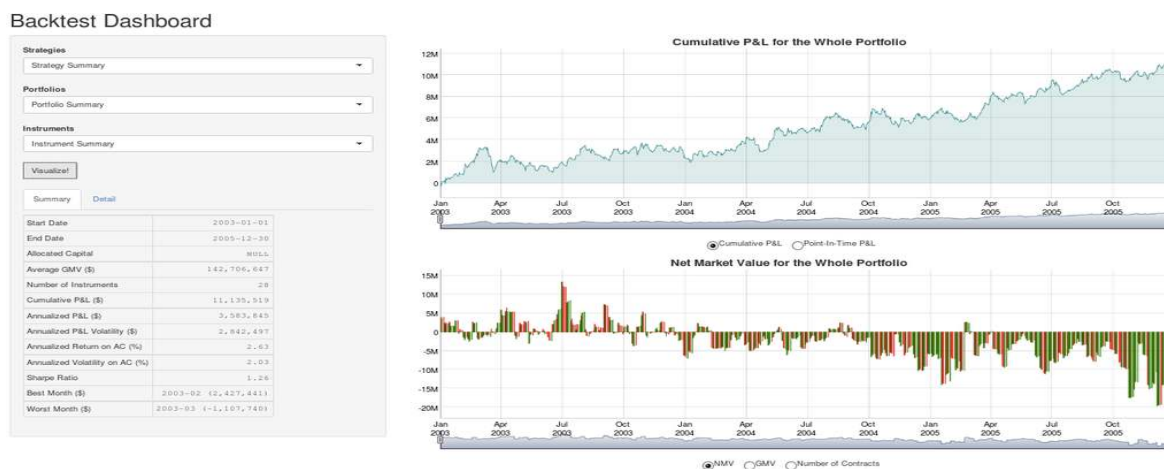 Backtest Dashboard
Strategies
Strategy Summary
Portfolios
Portfolio Summary
Instruments
Instrument Summary
Visualize!
Summary Detail
Start Date 2003-01-01
End Date 2005-12-30
Allocated Capital NULL
Average GMV ($) 142,706,647
Number of Instruments 28
Cumulative P&L ($) 11,135,519
Annualized P&L ($) 3,583,845
Annualized P&L Volatility ($) 2,842,497
Annualized Return on AC (%) 2.63
Annualized Volatility on AC (%) 2.03
Sharpe Ratio 1.26
Best Month ($) 2003-02 (2,427,441)
Worst Month ($) 2003-03 (-1,107,740)
Cumulative P&L for the Whole Portfolio
12M
10M
8M
6M
4M
2M
0
Jan Apr Jul Oct Jan Apr Jul Oct Jan Apr Jul Oct
2003 2003 2003 2003 2004 2004 2004 2004 2005 2005 2005 2005
Cumulative P&L Point-In-Time P&L
Net Market Value for the Whole Portfolio
15M
10M
5M
0
-5M
-10M
-15M
-20M
Jan Apr Jul Oct Jan Apr Jul Oct Jan Apr Jul Oct
2003 2003 2003 2003 2004 2004 2004 2004 2005 2005 2005 2005
NMV GMV Number of Contracts